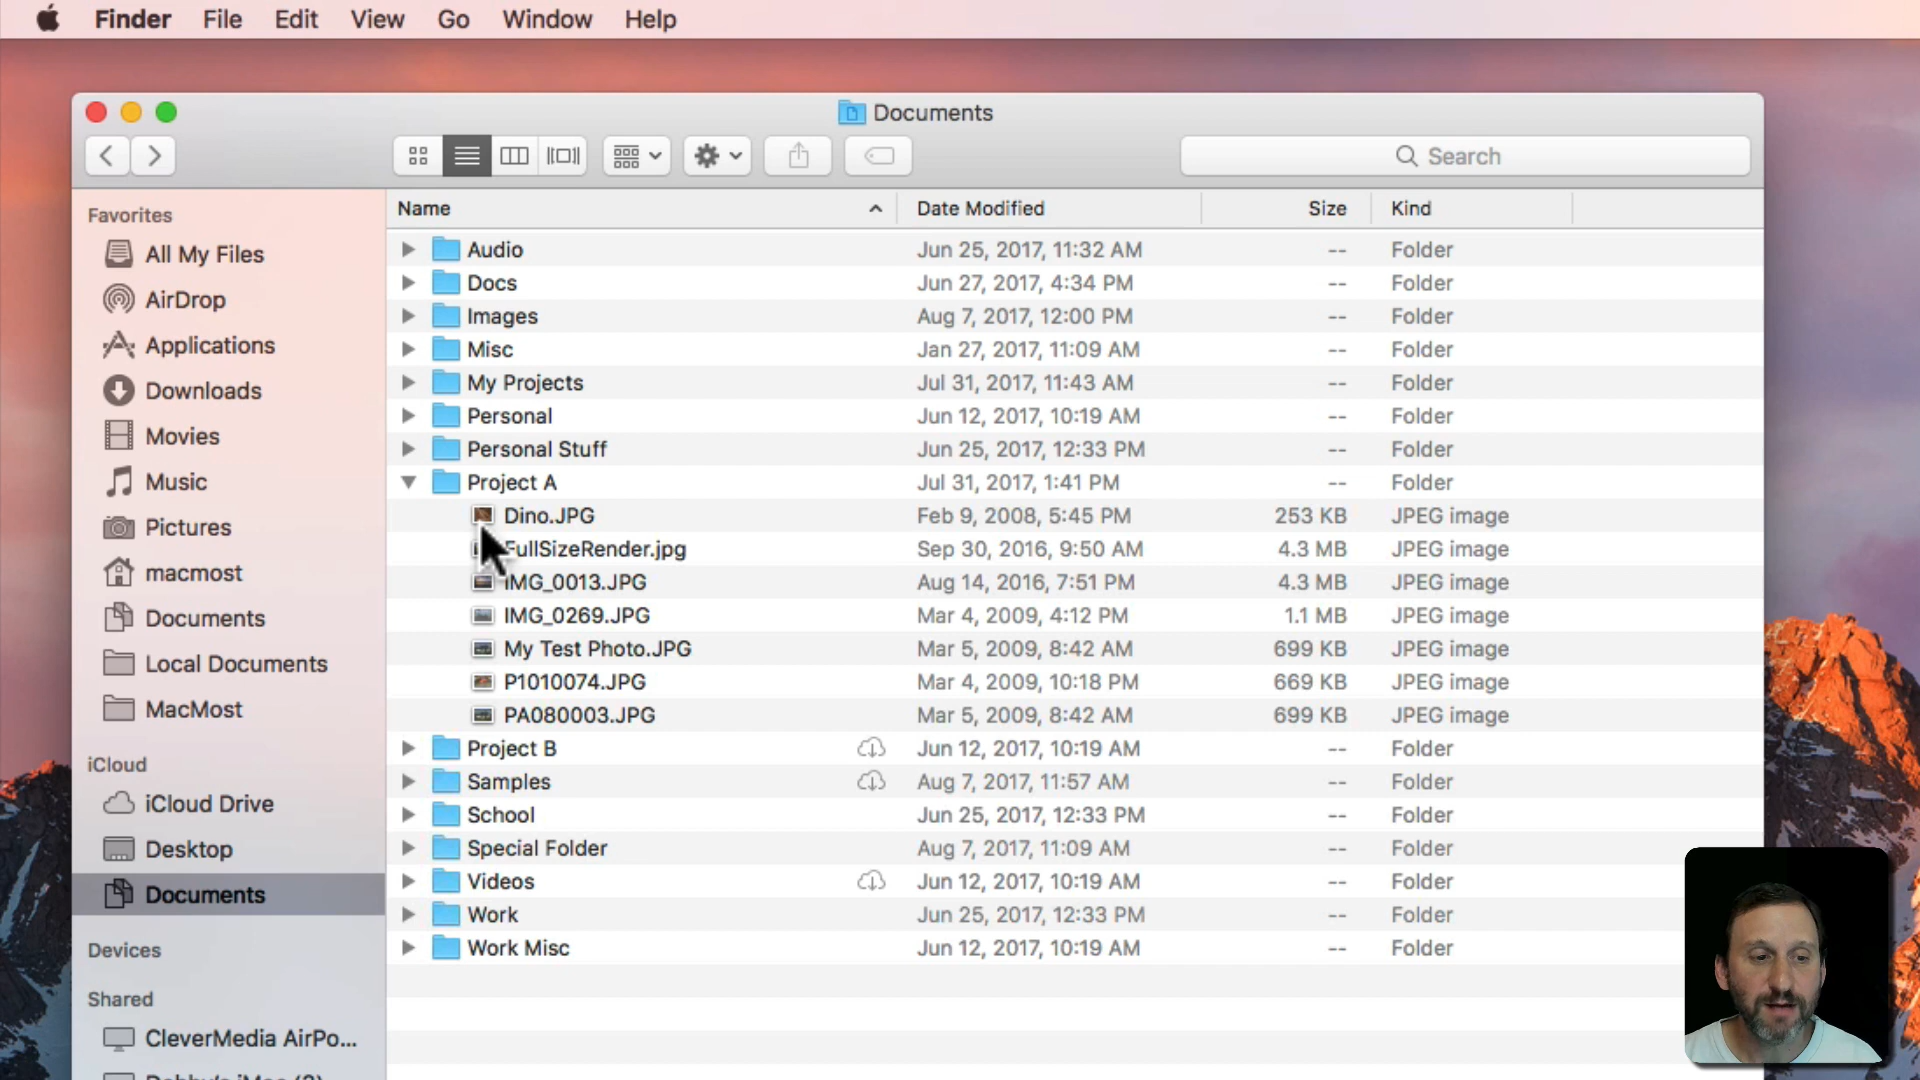 Finder File Edit View Go Window Help
Documents
Search
Favorites
All My Files
AirDrop
Applications
Downloads
Movies
Music
Pictures
macmost
Documents
Local Documents
MacMost
iCloud
iCloud Drive
Desktop
Documents
Devices
Shared
CleverMedia AirPo...
Name Date Modified Size Kind
Audio Jun 25, 2017, 11:32 AM -- Folder
Docs Jun 27, 2017, 4:34 PM -- Folder
Images Aug 7, 2017, 12:00 PM -- Folder
Misc Jan 27, 2017, 11:09 AM -- Folder
My Projects Jul 31, 2017, 11:43 AM -- Folder
Personal Jun 12, 2017, 10:19 AM -- Folder
Personal Stuff Jun 25, 2017, 12:33 PM -- Folder
Project A Jul 31, 2017, 1:41 PM -- Folder
Dino.JPG Feb 9, 2008, 5:45 PM 253 KB JPEG image
FullSizeRender.jpg Sep 30, 2016, 9:50 AM 4.3 MB JPEG image
IMG_0013.JPG Aug 14, 2016, 7:51 PM 4.3 MB JPEG image
IMG_0269.JPG Mar 4, 2009, 4:12 PM 1.1 MB JPEG image
My Test Photo.JPG Mar 5, 2009, 8:42 AM 699 KB JPEG image
P1010074.JPG Mar 4, 2009, 10:18 PM 669 KB JPEG image
PA080003.JPG Mar 5, 2009, 8:42 AM 699 KB JPEG image
Project B Jun 12, 2017, 10:19 AM -- Folder
Samples Aug 7, 2017, 11:57 AM -- Folder
School Jun 25, 2017, 12:33 PM -- Folder
Special Folder Aug 7, 2017, 11:09 AM -- Folder
Videos Jun 12, 2017, 10:19 AM -- Folder
Work Jun 25, 2017, 12:33 PM -- Folder
Work Misc Jun 12, 2017, 10:19 AM -- Folder